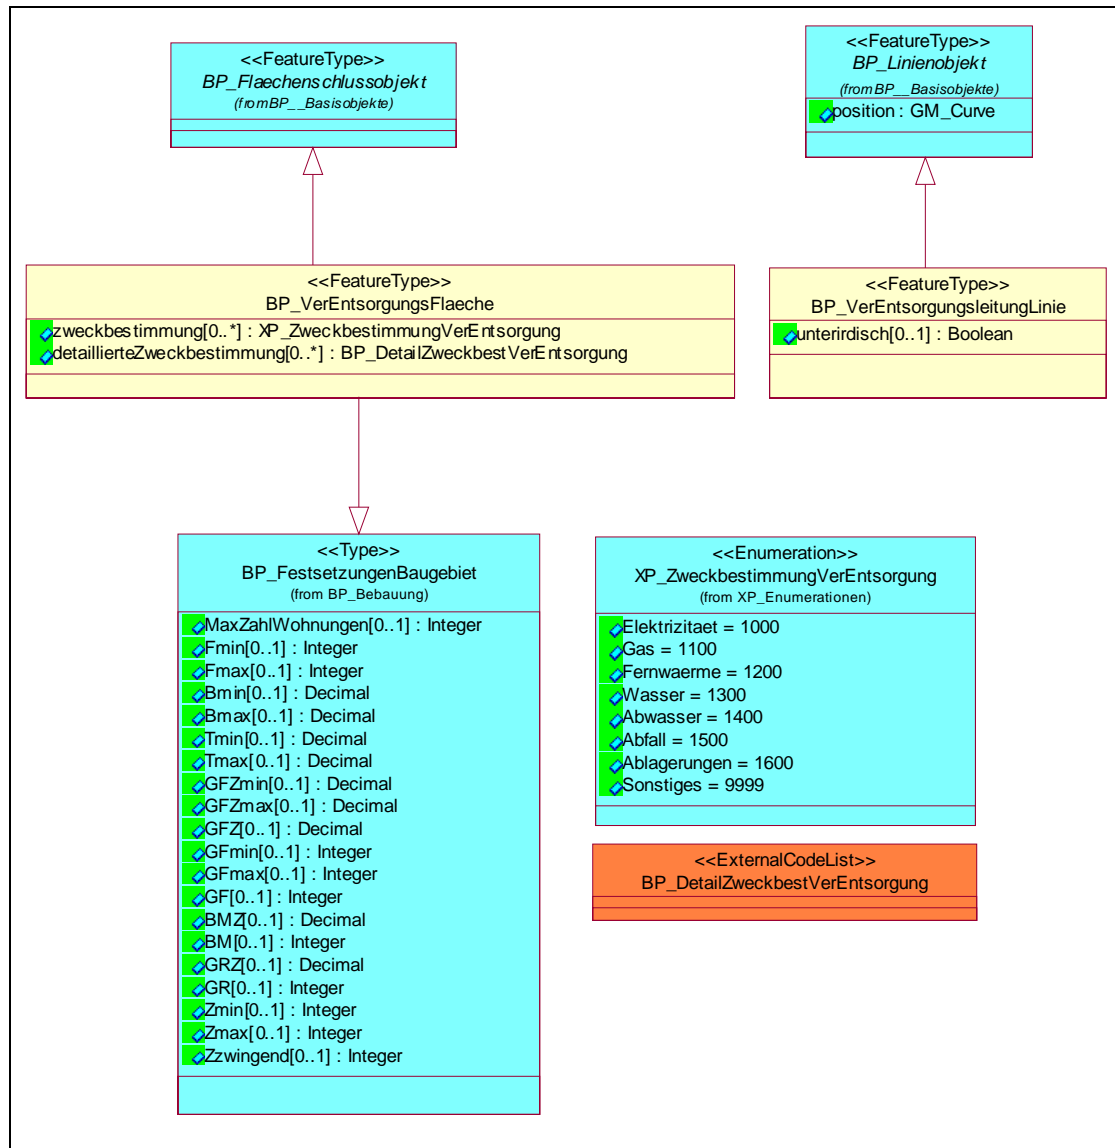 <<FeatureType>>
BP_Flaechenschlussobjekt
(from BP__Basisobjekte)
<<FeatureType>>
BP_Linienobjekt
(from BP__Basisobjekte)
position : GM_Curve
<<FeatureType>>
BP_VerEntsorgungsFlaeche
zweckbestimmung[0..*] : XP_ZweckbestimmungVerEntsorgung
detaillierteZweckbestimmung[0..*] : BP_DetailZweckbestVerEntsorgung
<<FeatureType>>
BP_VerEntsorgungsleitungLinie
unterirdisch[0..1] : Boolean
<<Type>>
BP_FestsetzungenBaugebiet
(from BP_Bebauung)
MaxZahlWohnungen[0..1] : Integer
Fmin[0..1] : Integer
Fmax[0..1] : Integer
Bmin[0..1] : Decimal
Bmax[0..1] : Decimal
Tmin[0..1] : Decimal
Tmax[0..1] : Decimal
GFZmin[0..1] : Decimal
GFZmax[0..1] : Decimal
GFZ[0..1] : Decimal
GFmin[0..1] : Integer
GFmax[0..1] : Integer
GF[0..1] : Integer
BMZ[0..1] : Decimal
BM[0..1] : Integer
GRZ[0..1] : Decimal
GR[0..1] : Integer
Zmin[0..1] : Integer
Zmax[0..1] : Integer
Zzwingend[0..1] : Integer
<<Enumeration>>
XP_ZweckbestimmungVerEntsorgung
(from XP_Enumerationen)
Elektrizitaet = 1000
Gas = 1100
Fernwaerme = 1200
Wasser = 1300
Abwasser = 1400
Abfall = 1500
Ablagerungen = 1600
Sonstiges = 9999
<<ExternalCodeList>>
BP_DetailZweckbestVerEntsorgung